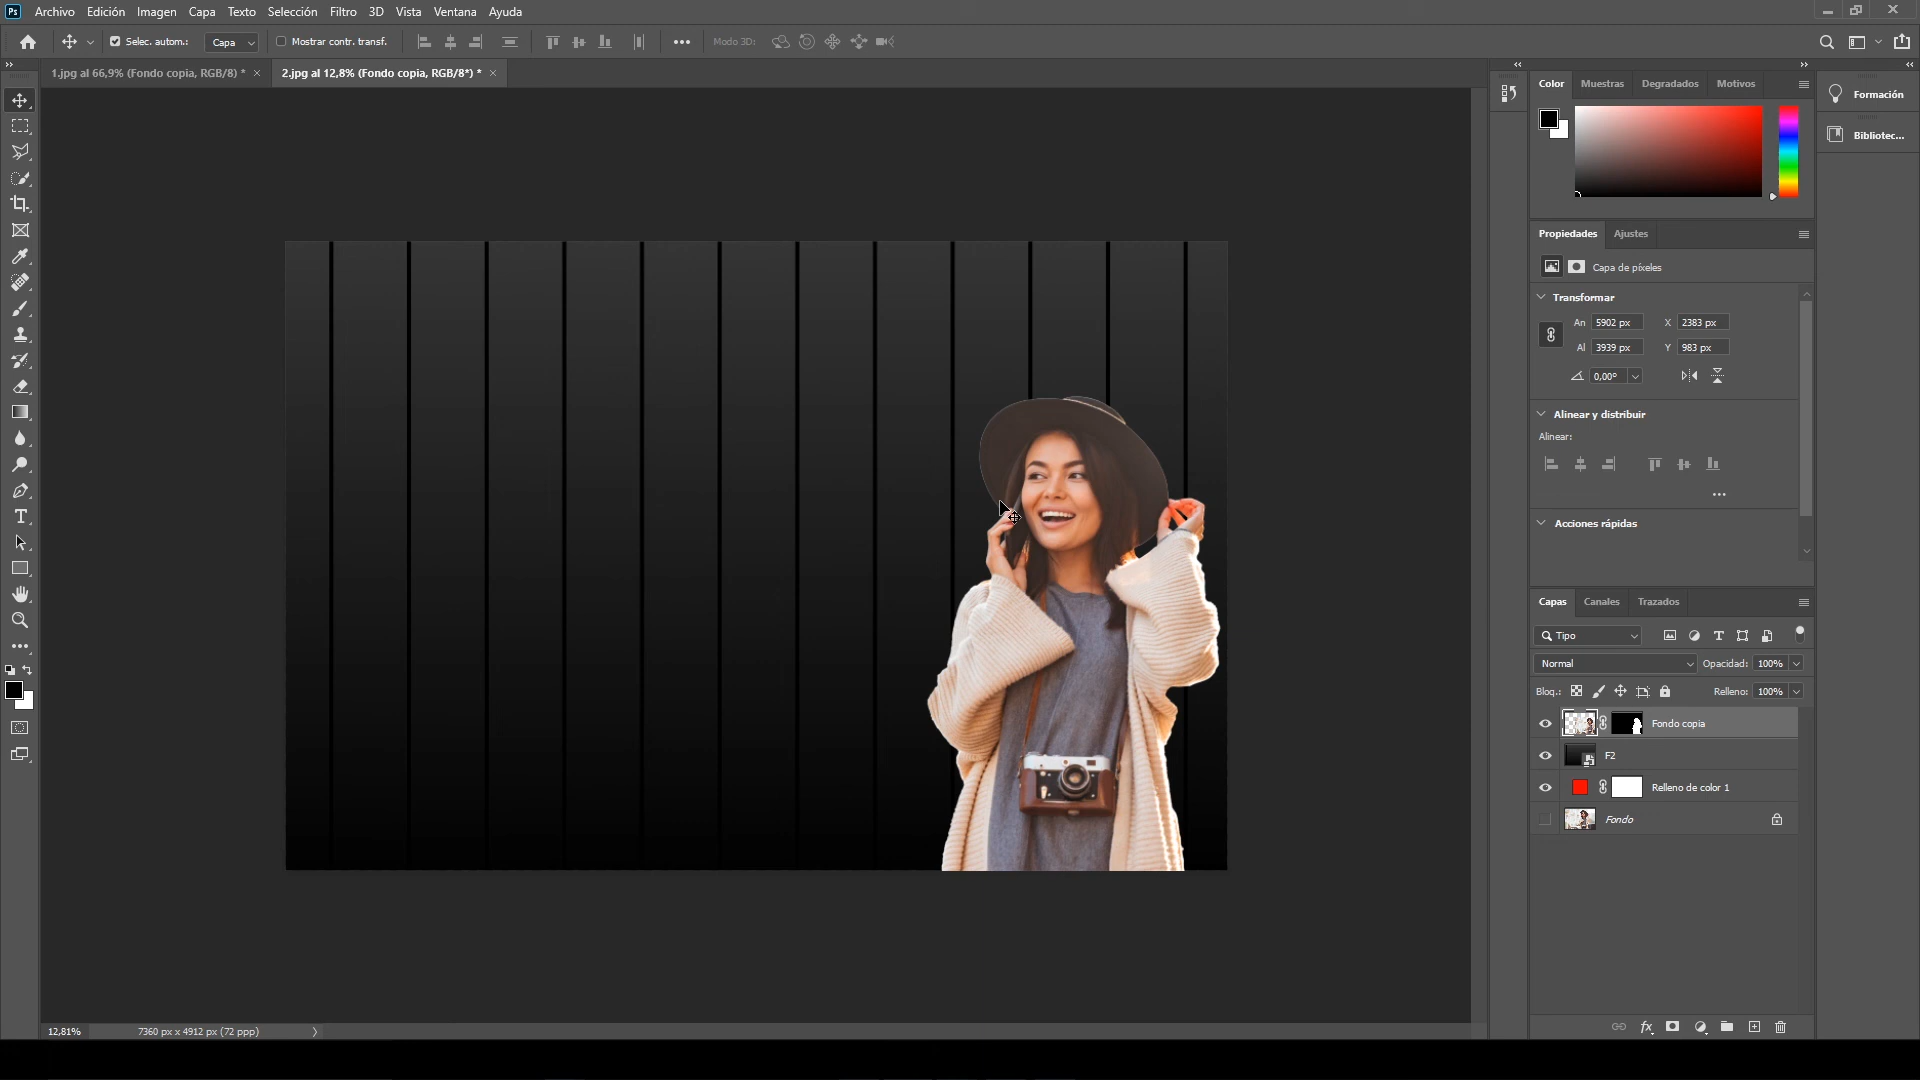 Ps Archivo Edición Imagen Capa Texto Selección Filtro 3D Vista Ventana Ayuda
Selec. autom.: Capa Mostrar contr. transf. Modo 3D:
1.jpg al 66,9% (Fondo copia, RGB/8) * × 2.jpg al 12,8% (Fondo copia, RGB/8*) * ×
Color Muestras Degradados Motivos
Formación
Bibliotec...
Propiedades Ajustes
Capa de píxeles
Transformar
An 5902 px X 2383 px
Al 3939 px Y 983 px
0,00°
Alinear y distribuir
Alinear:
Acciones rápidas
Capas Canales Trazados
Tipo
Normal Opacidad: 100%
Bloq.: Relleno: 100%
Fondo copia
F2
Relleno de color 1
Fondo
12,81% 7360 px x 4912 px (72 ppp)
fx